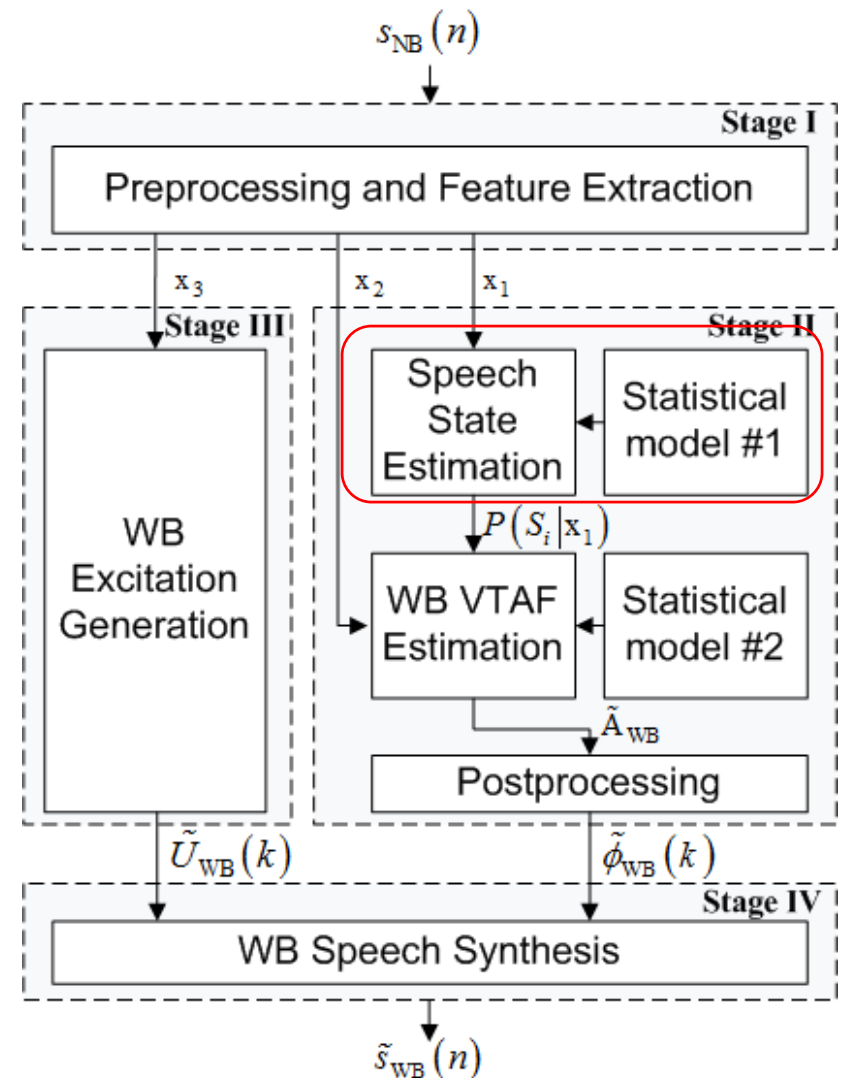 s_NB(n)
Stage I
Preprocessing and Feature Extraction
x_3
x_2
x_1
Stage III
Stage II
WB
Excitation
Generation
Speech
State
Estimation
Statistical
model #1
P(S_i|x_1)
WB VTAF
Estimation
Statistical
model #2
Ã_WB
Postprocessing
Ũ_WB(k)
ϕ̃_WB(k)
Stage IV
WB Speech Synthesis
s̃_WB(n)